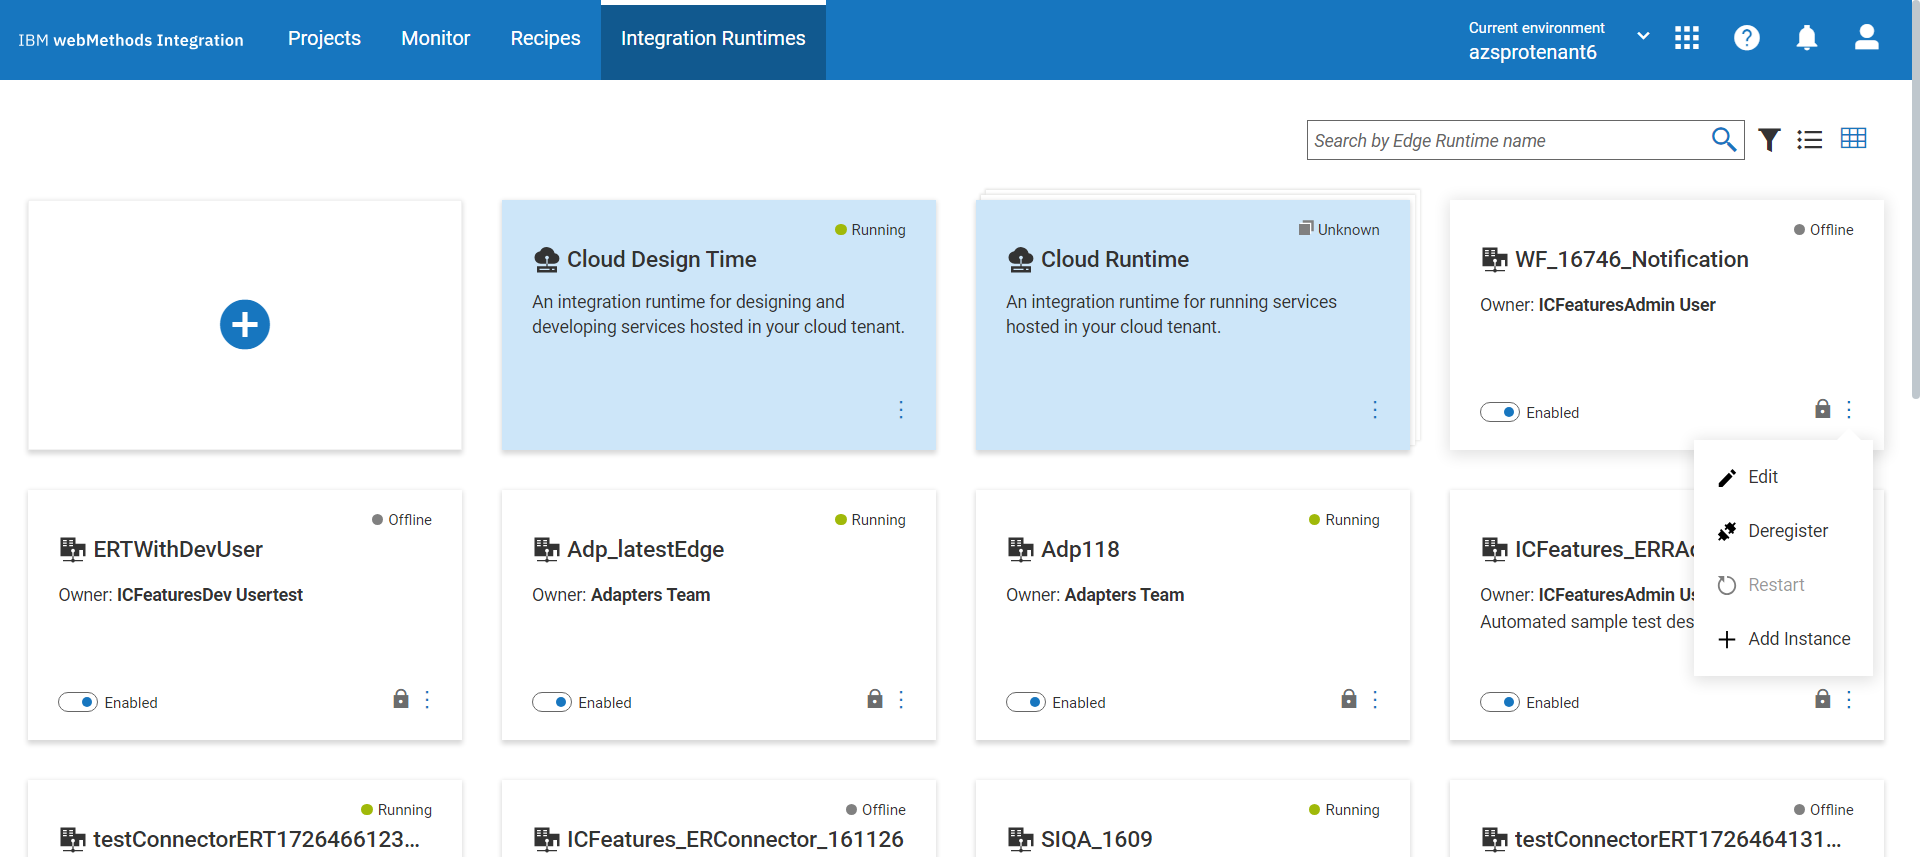 IBM webMethods Integration
Projects
Monitor
Recipes
Integration Runtimes
Current environment
azsprotenant6
Search by Edge Runtime name
Running
Cloud Design Time
An integration runtime for designing and
developing services hosted in your cloud tenant.
Unknown
Cloud Runtime
An integration runtime for running services
hosted in your cloud tenant.
Offline
WF_16746_Notification
Owner: ICFeaturesAdmin User
Enabled
Edit
Deregister
Restart
Add Instance
Offline
ERTWithDevUser
Owner: ICFeaturesDev Usertest
Enabled
Running
Adp_latestEdge
Owner: Adapters Team
Enabled
Running
Adp118
Owner: Adapters Team
Enabled
ICFeatures_ERRA
Owner: ICFeaturesAdmin Us
Automated sample test des
Enabled
Running
testConnectorERT1726466123...
Offline
ICFeatures_ERConnector_161126
Running
SIQA_1609
Offline
testConnectorERT1726464131...